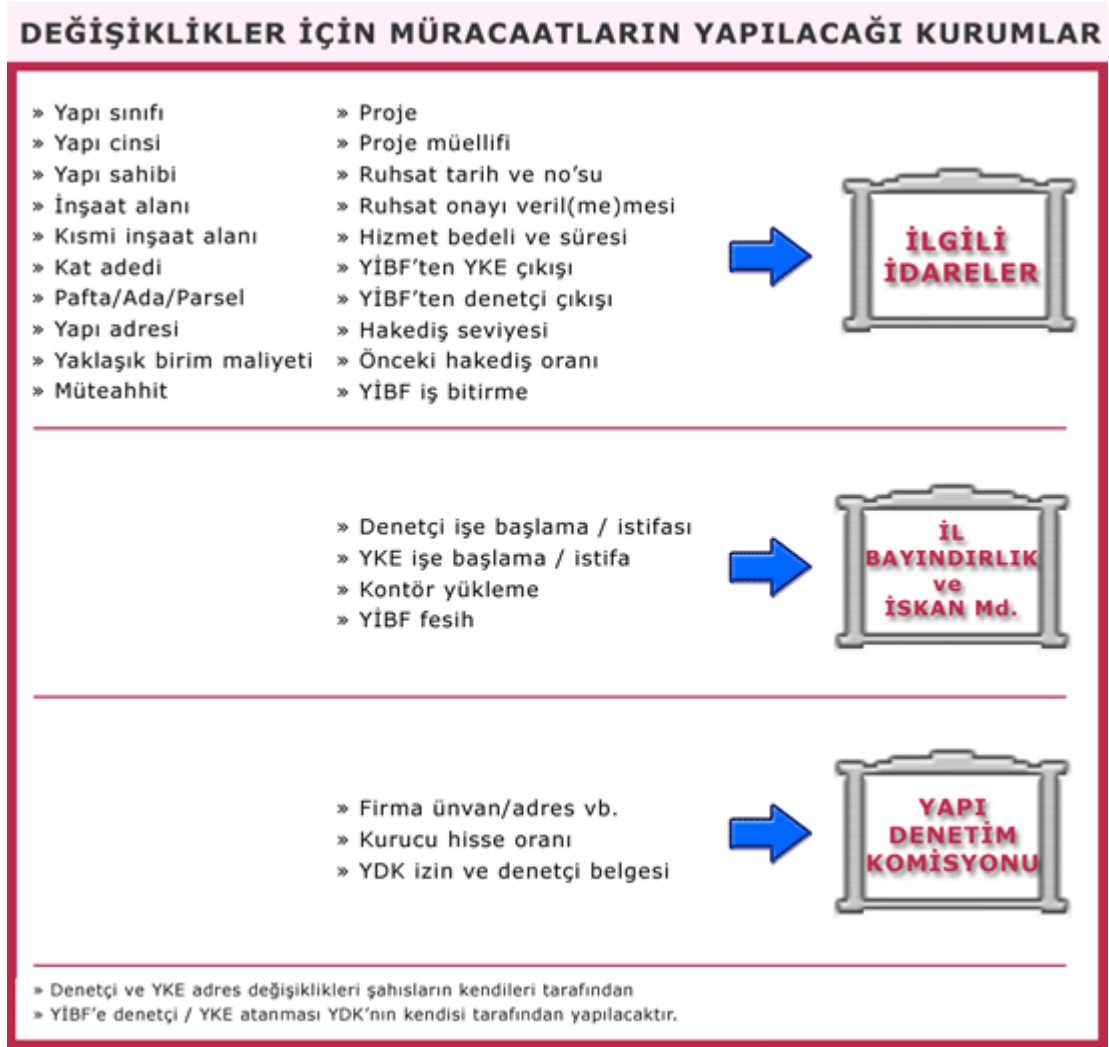 DEĞİŞİKLİKLER İÇİN MÜRACAATLARIN YAPILACAĞI KURUMLAR
» Yapı sınıfı
» Yapı cinsi
» Yapı sahibi
» İnşaat alanı
» Kısmi inşaat alanı
» Kat adedi
» Pafta/Ada/Parsel
» Yapı adresi
» Yaklaşık birim maliyeti
» Müteahhit
» Proje
» Proje müellifi
» Ruhsat tarih ve no’su
» Ruhsat onayı veril(me)mesi
» Hizmet bedeli ve süresi
» YİBF’ten YKE çıkışı
» YİBF’ten denetçi çıkışı
» Hakediş seviyesi
» Önceki hakediş oranı
» YİBF iş bitirme
İLGİLİ
İDARELER
» Denetçi işe başlama / istifası
» YKE işe başlama / istifa
» Kontör yükleme
» YİBF fesih
İL
BAYINDIRLIK
ve
İSKAN Md.
» Firma ünvan/adres vb.
» Kurucu hisse oranı
» YDK izin ve denetçi belgesi
YAPI
DENETİM
KOMİSYONU
» Denetçi ve YKE adres değişiklikleri şahısların kendileri tarafından
» YİBF’e denetçi / YKE atanması YDK’nın kendisi tarafından yapılacaktır.